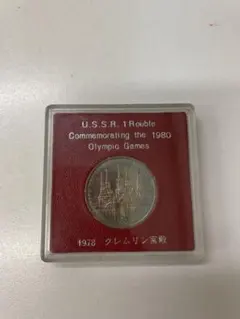 U.S.S.R. 1 Rouble
Commemorating the 1980
Olympic Games
1978 クレムリン宮殿